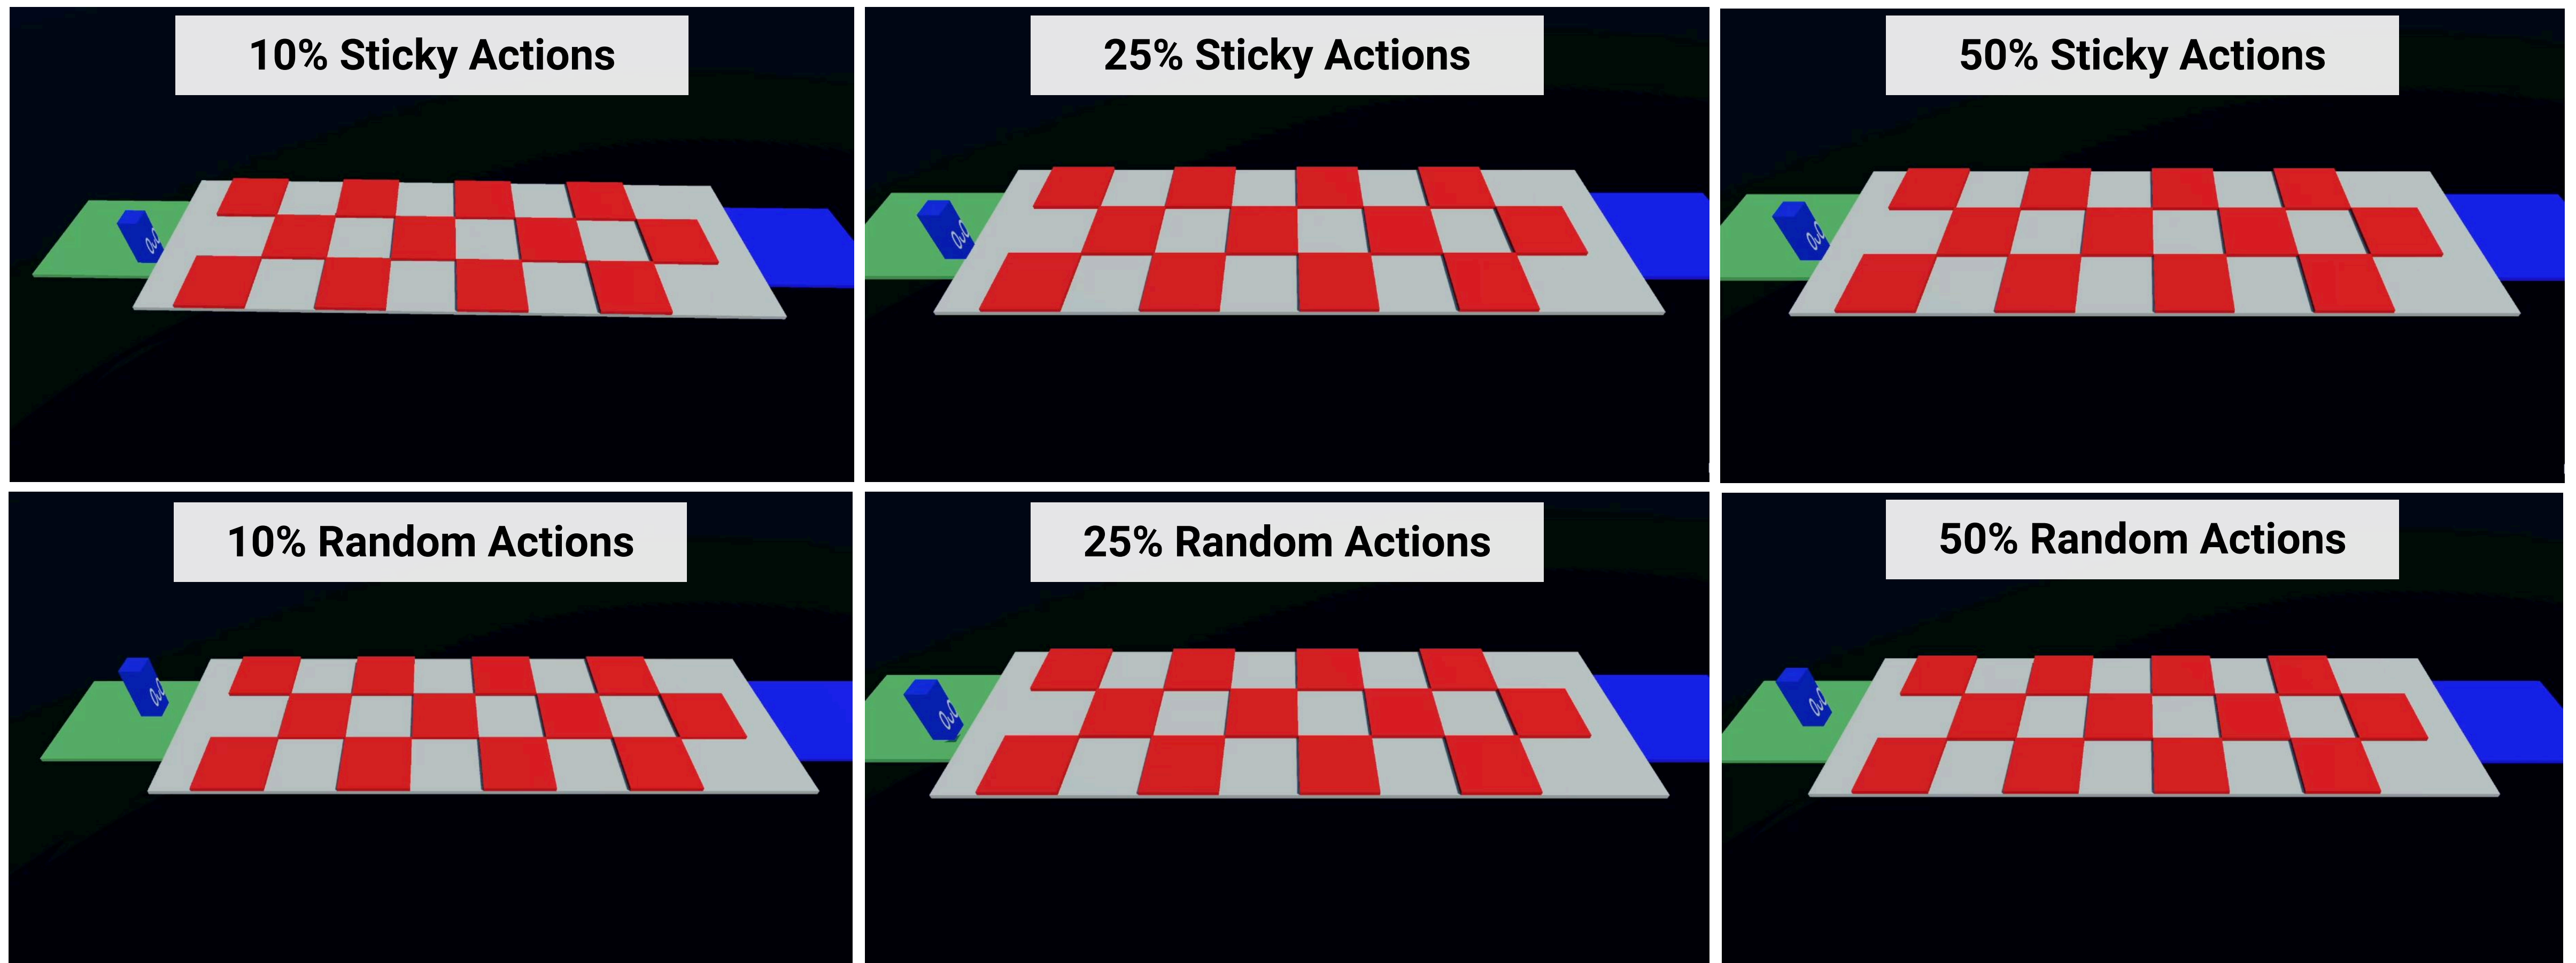 10% Sticky Actions
25% Sticky Actions
50% Sticky Actions
10% Random Actions
25% Random Actions
50% Random Actions